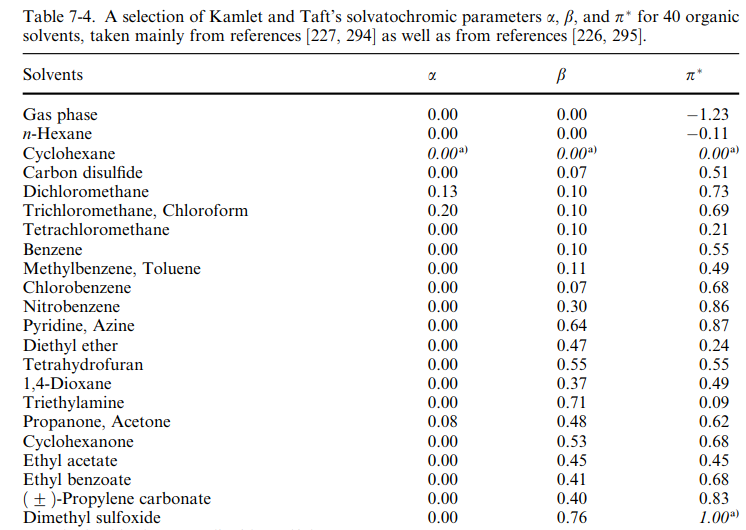 Table 7-4. A selection of Kamlet and Taft's solvatochromic parameters α, β, and π* for 40 organic
solvents, taken mainly from references [227, 294] as well as from references [226, 295].
Solvents α β π*
Gas phase 0.00 0.00 −1.23
n-Hexane 0.00 0.00 −0.11
Cyclohexane 0.00a) 0.00a) 0.00a)
Carbon disulfide 0.00 0.07 0.51
Dichloromethane 0.13 0.10 0.73
Trichloromethane, Chloroform 0.20 0.10 0.69
Tetrachloromethane 0.00 0.10 0.21
Benzene 0.00 0.10 0.55
Methylbenzene, Toluene 0.00 0.11 0.49
Chlorobenzene 0.00 0.07 0.68
Nitrobenzene 0.00 0.30 0.86
Pyridine, Azine 0.00 0.64 0.87
Diethyl ether 0.00 0.47 0.24
Tetrahydrofuran 0.00 0.55 0.55
1,4-Dioxane 0.00 0.37 0.49
Triethylamine 0.00 0.71 0.09
Propanone, Acetone 0.08 0.48 0.62
Cyclohexanone 0.00 0.53 0.68
Ethyl acetate 0.00 0.45 0.45
Ethyl benzoate 0.00 0.41 0.68
(±)-Propylene carbonate 0.00 0.40 0.83
Dimethyl sulfoxide 0.00 0.76 1.00a)